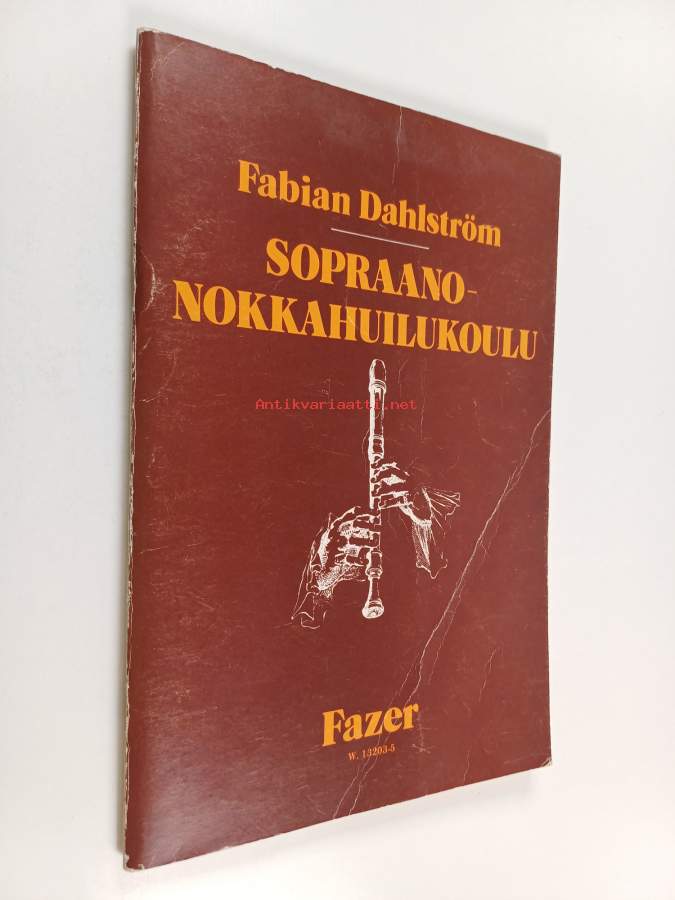 Fabian Dahlström
SOPRAANO-
NOKKAHUILUKOULU
Antikvariaatti.net
Fazer
W. 13203-5